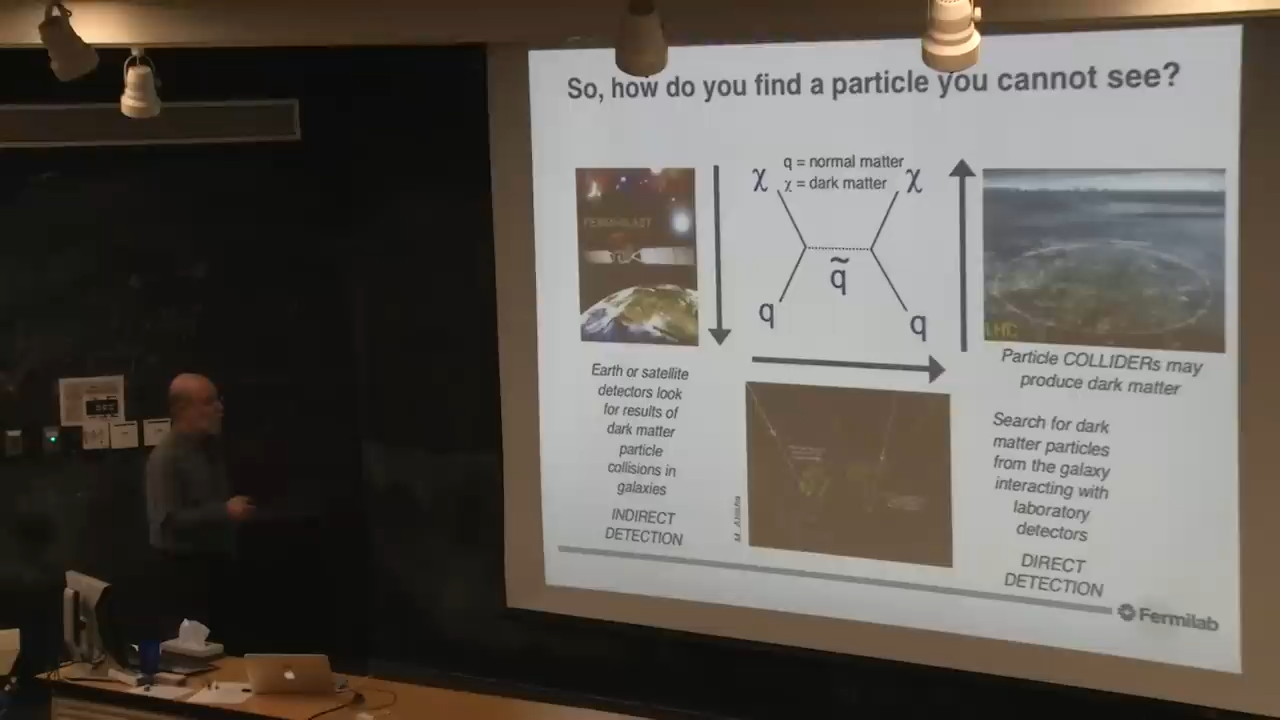 So, how do you find a particle you cannot see?
q = normal matter
χ χ = dark matter χ
q̃
q q
LHC
Earth or satellite
detectors look
for results of
dark matter
particle
collisions in
galaxies
INDIRECT
DETECTION
Particle COLLIDERs may
produce dark matter
Search for dark
matter particles
from the galaxy
interacting with
laboratory
detectors
DIRECT
DETECTION
Fermilab